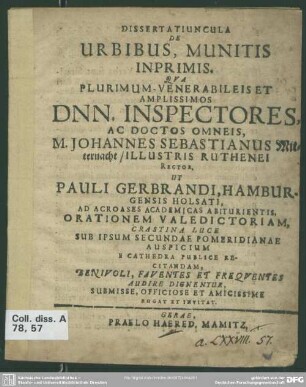 DISSERTATIUNCULA
DE
URBIBUS, MUNITIS
INPRIMIS,
QVA
PLURIMUM-VENERABILEIS ET
AMPLISSIMOS
DNN. INSPECTORES,
AC DOCTOS OMNEIS,
M. JOHANNES SEBASTIANUS Mit-
ternacht/ ILLUSTRIS RUTHENEI
RECTOR,
UT
PAULI GERBRANDI, HAMBUR-
GENSIS HOLSATI,
AD ACROASES ACADEMICAS ABITURIENTIS,
ORATIONEM VALEDICTORIAM,
CRASTINA LUCE
SUB IPSUM SECUNDAE POMERIDIANAE
AUSPICIUM
E CATHEDRA PUBLICE RE-
CITANDAM,
BENIVOLI, FAVENTES ET FREQVENTES
AUDIRE DIGNENTUR;
SUBMISSE, OFFICIOSE ET AMICISSIME
ROGAT ET INVITAT.
GERAE,
PRAELO HAERED, MAMITZ,
a. LXXVIII. 57.
Coll. diss. A
78, 57